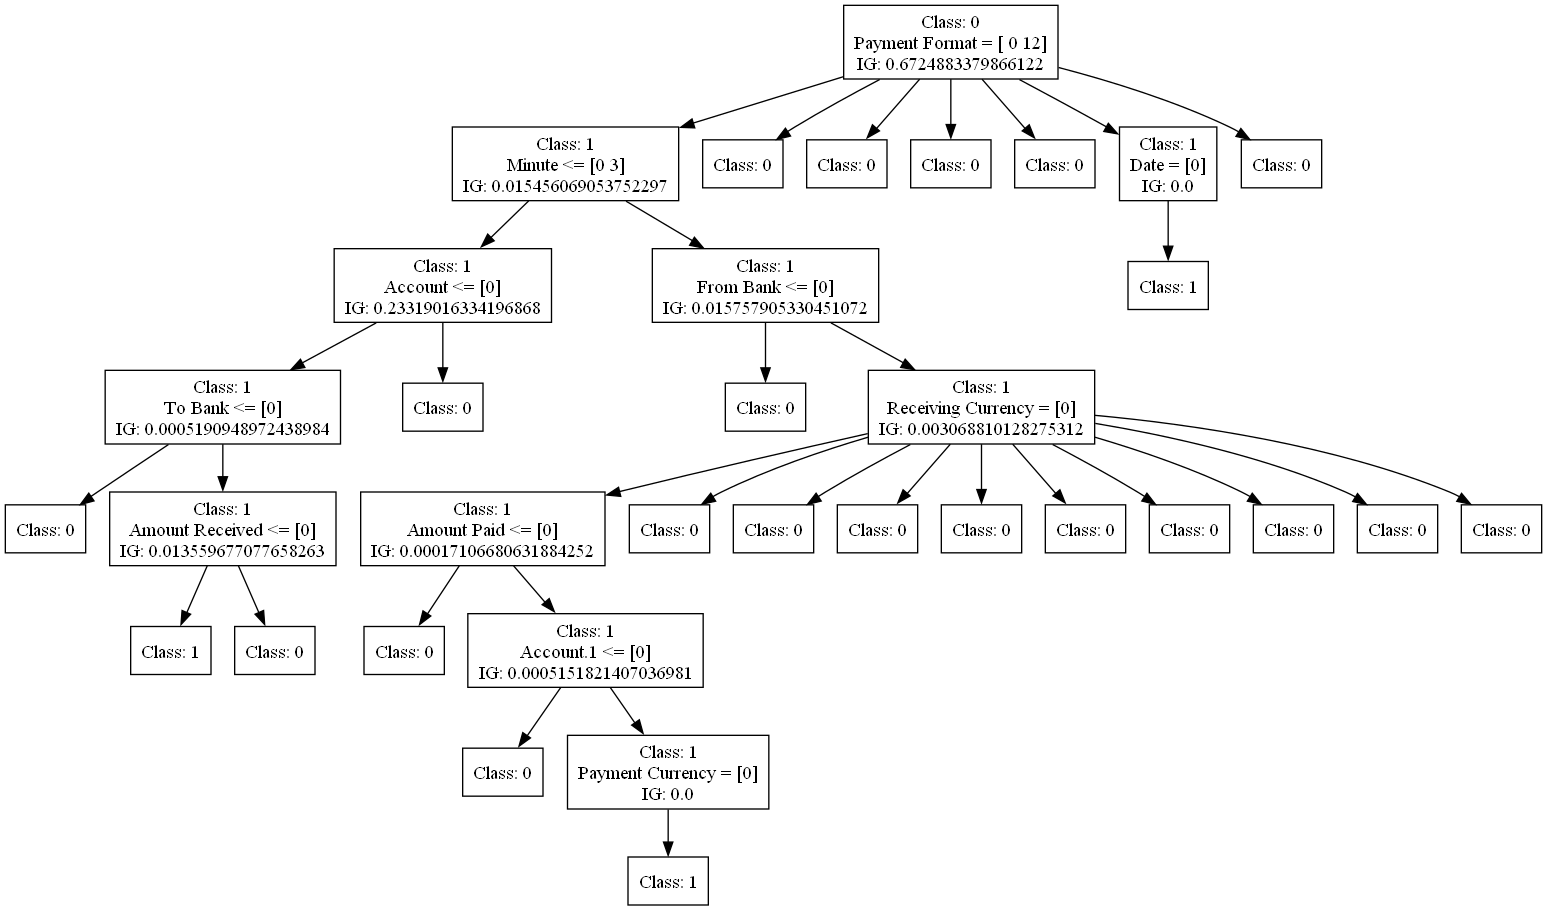 Class: 0
Payment Format = [ 0 12]
IG: 0.6724883379866122
Class: 1
Minute <= [0 3]
IG: 0.015456069053752297
Class: 0
Class: 0
Class: 0
Class: 0
Class: 1
Date = [0]
IG: 0.0
Class: 0
Class: 1
Account <= [0]
IG: 0.23319016334196868
Class: 1
From Bank <= [0]
IG: 0.015757905330451072
Class: 1
Class: 1
To Bank <= [0]
IG: 0.0005190948972438984
Class: 0
Class: 0
Class: 1
Receiving Currency = [0]
IG: 0.003068810128275312
Class: 0
Class: 1
Amount Received <= [0]
IG: 0.013559677077658263
Class: 1
Amount Paid <= [0]
IG: 0.00017106680631884252
Class: 0
Class: 0
Class: 0
Class: 0
Class: 0
Class: 0
Class: 0
Class: 0
Class: 0
Class: 1
Class: 0
Class: 0
Class: 1
Account.1 <= [0]
IG: 0.0005151821407036981
Class: 0
Class: 1
Payment Currency = [0]
IG: 0.0
Class: 1